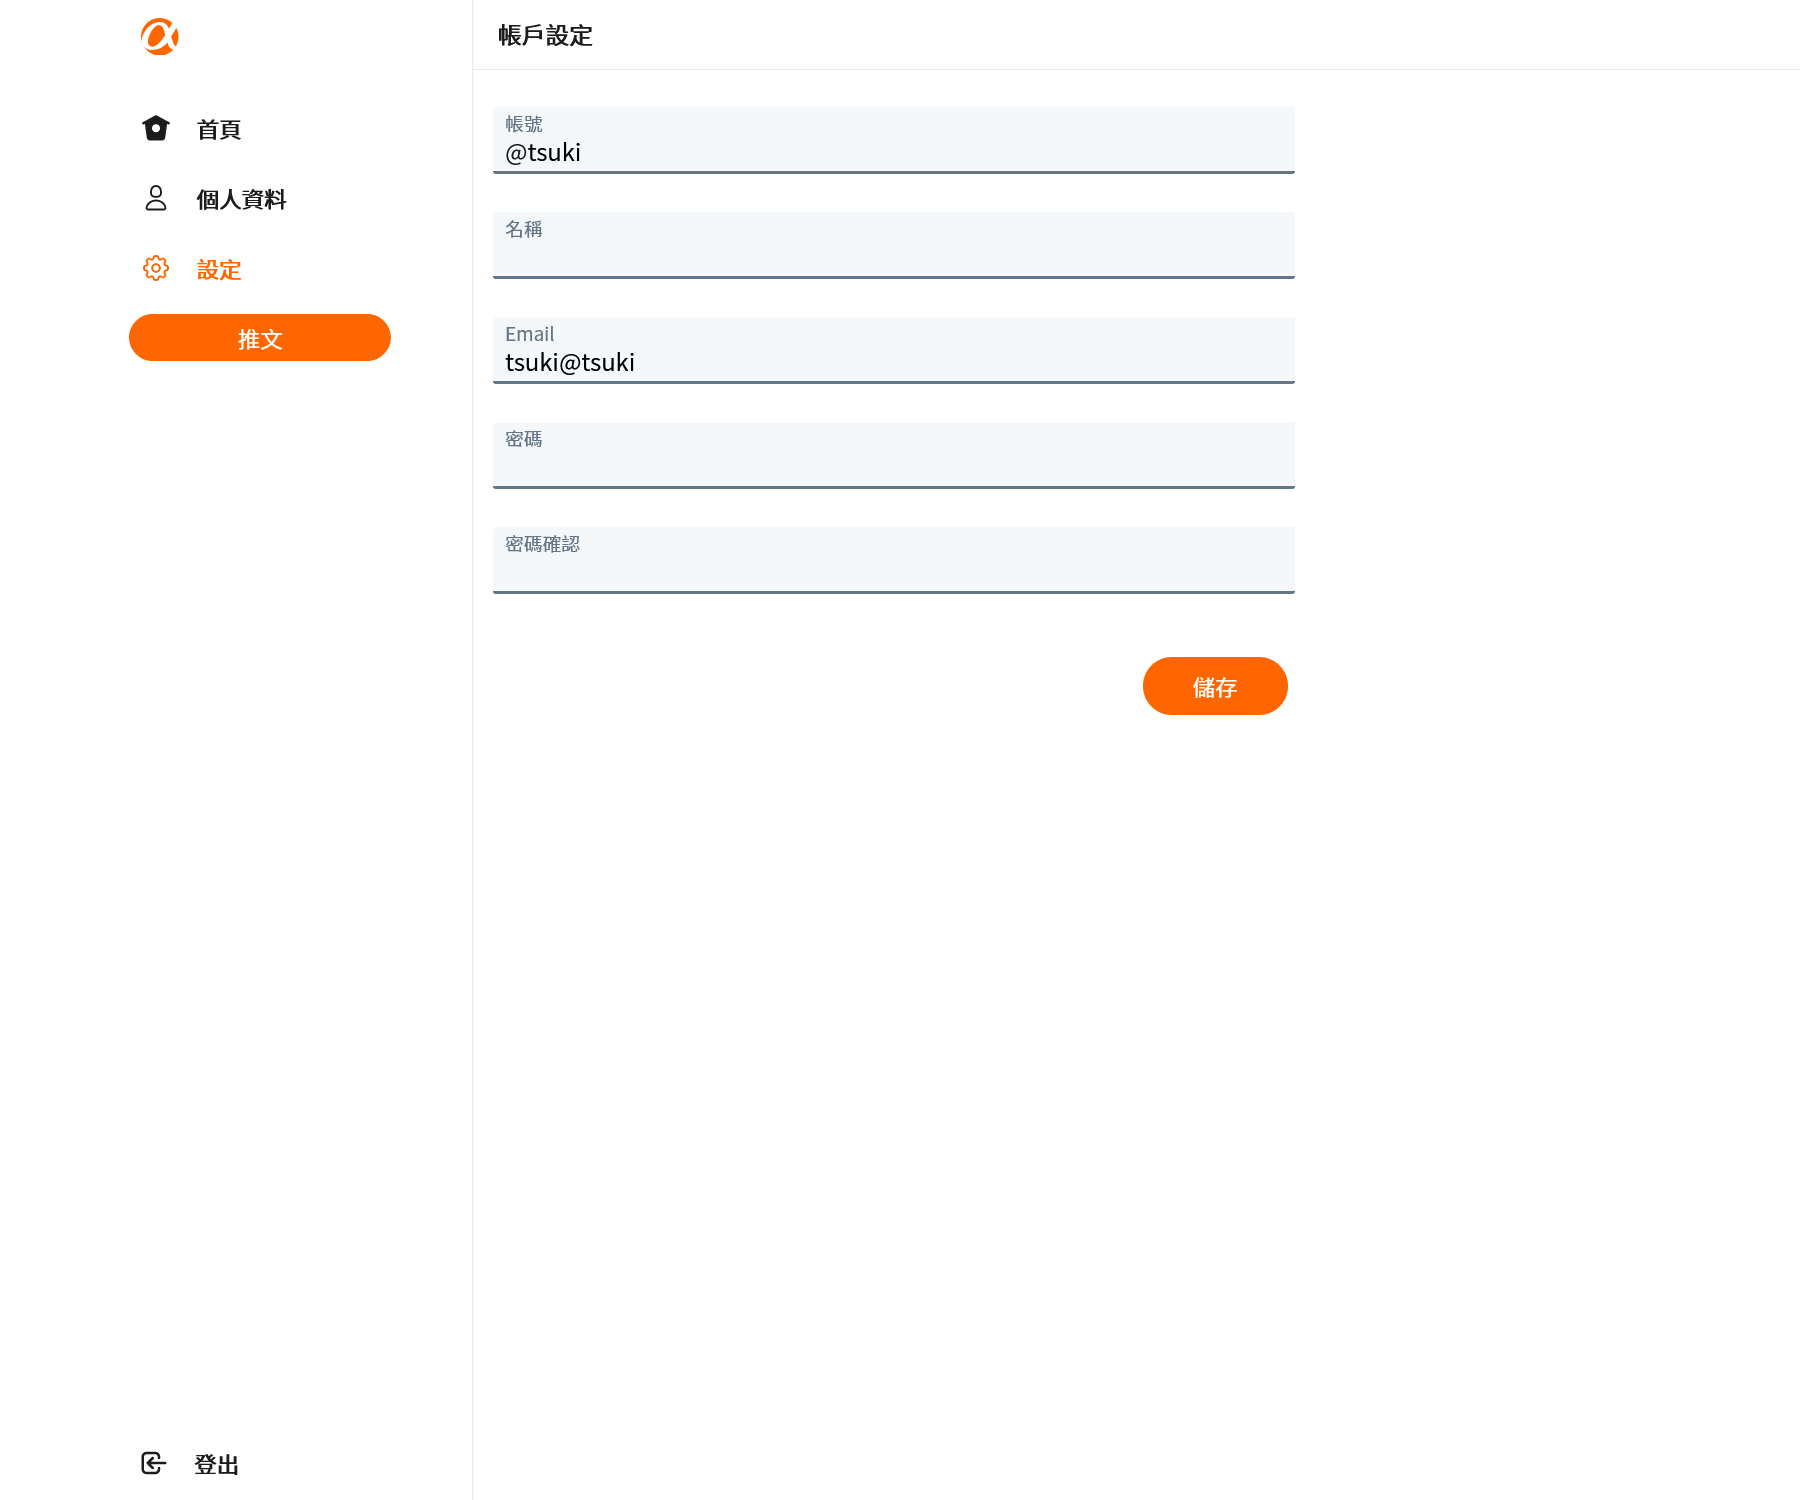 首頁
個人資料
設定
推文
登出
帳戶設定
帳號
@tsuki
名稱
Email
tsuki@tsuki
密碼
密碼確認
儲存